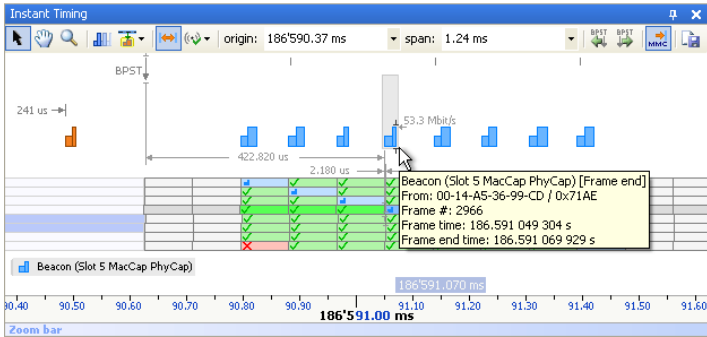 Instant Timing
origin: 186'590.37 ms span: 1.24 ms BPST BPST MMC
BPST
241 us
53.3 Mbit/s
422.820 us
2.180 us
Beacon (Slot 5 MacCap PhyCap) [Frame end]
From: 00-14-A5-36-99-CD / 0x71AE
Frame #: 2966
Frame time: 186.591 049 304 s
Frame end time: 186.591 069 929 s
Beacon (Slot 5 MacCap PhyCap)
186'591.070 ms
90.40 90.50 90.60 90.70 90.80 90.90 186'591.00 ms 91.10 91.20 91.30 91.40 91.50 91.60
Zoom bar